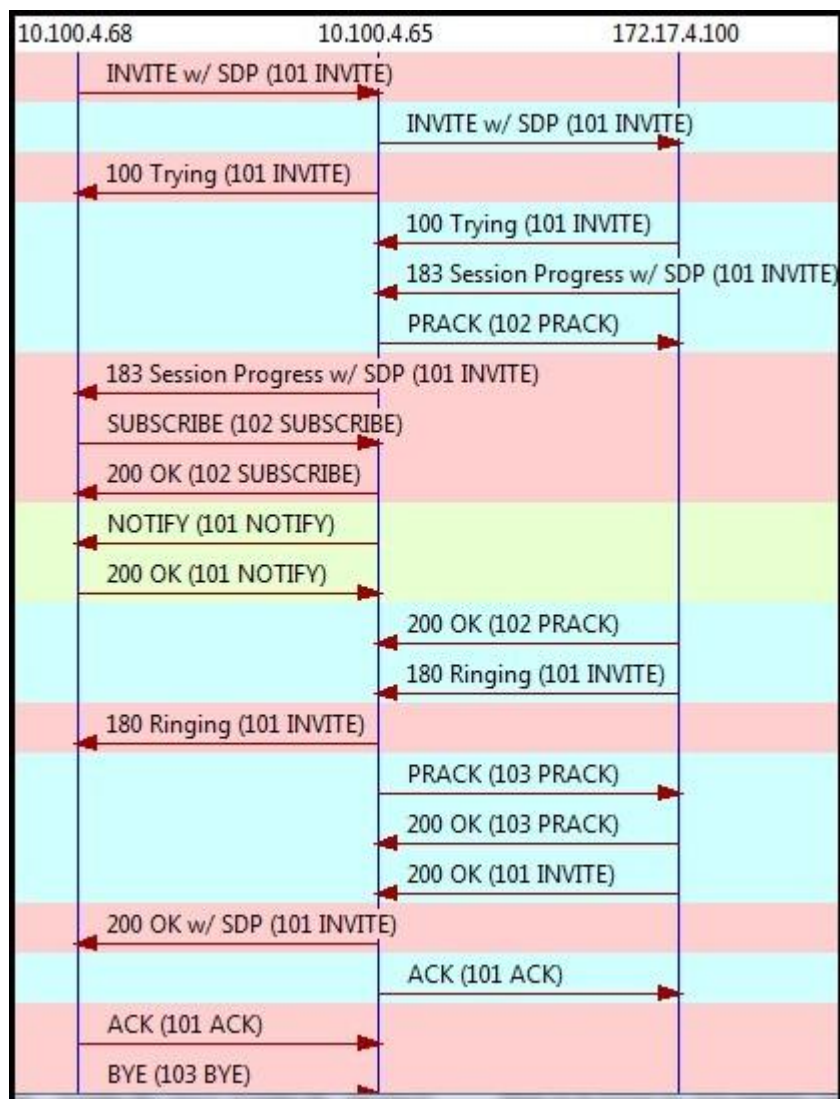 10.100.4.68 10.100.4.65 172.17.4.100
INVITE w/ SDP (101 INVITE)
INVITE w/ SDP (101 INVITE)
100 Trying (101 INVITE)
100 Trying (101 INVITE)
183 Session Progress w/ SDP (101 INVITE)
PRACK (102 PRACK)
183 Session Progress w/ SDP (101 INVITE)
SUBSCRIBE (102 SUBSCRIBE)
200 OK (102 SUBSCRIBE)
NOTIFY (101 NOTIFY)
200 OK (101 NOTIFY)
200 OK (102 PRACK)
180 Ringing (101 INVITE)
180 Ringing (101 INVITE)
PRACK (103 PRACK)
200 OK (103 PRACK)
200 OK (101 INVITE)
200 OK w/ SDP (101 INVITE)
ACK (101 ACK)
ACK (101 ACK)
BYE (103 BYE)